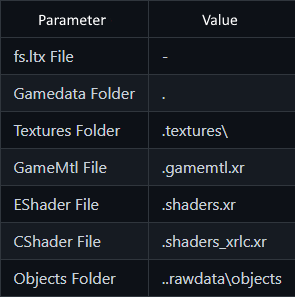 Parameter Value
fs.ltx File -
Gamedata Folder .
Textures Folder .textures\
GameMtl File .gamemtl.xr
EShader File .shaders.xr
CShader File .shaders_xrlc.xr
Objects Folder ..rawdata\objects